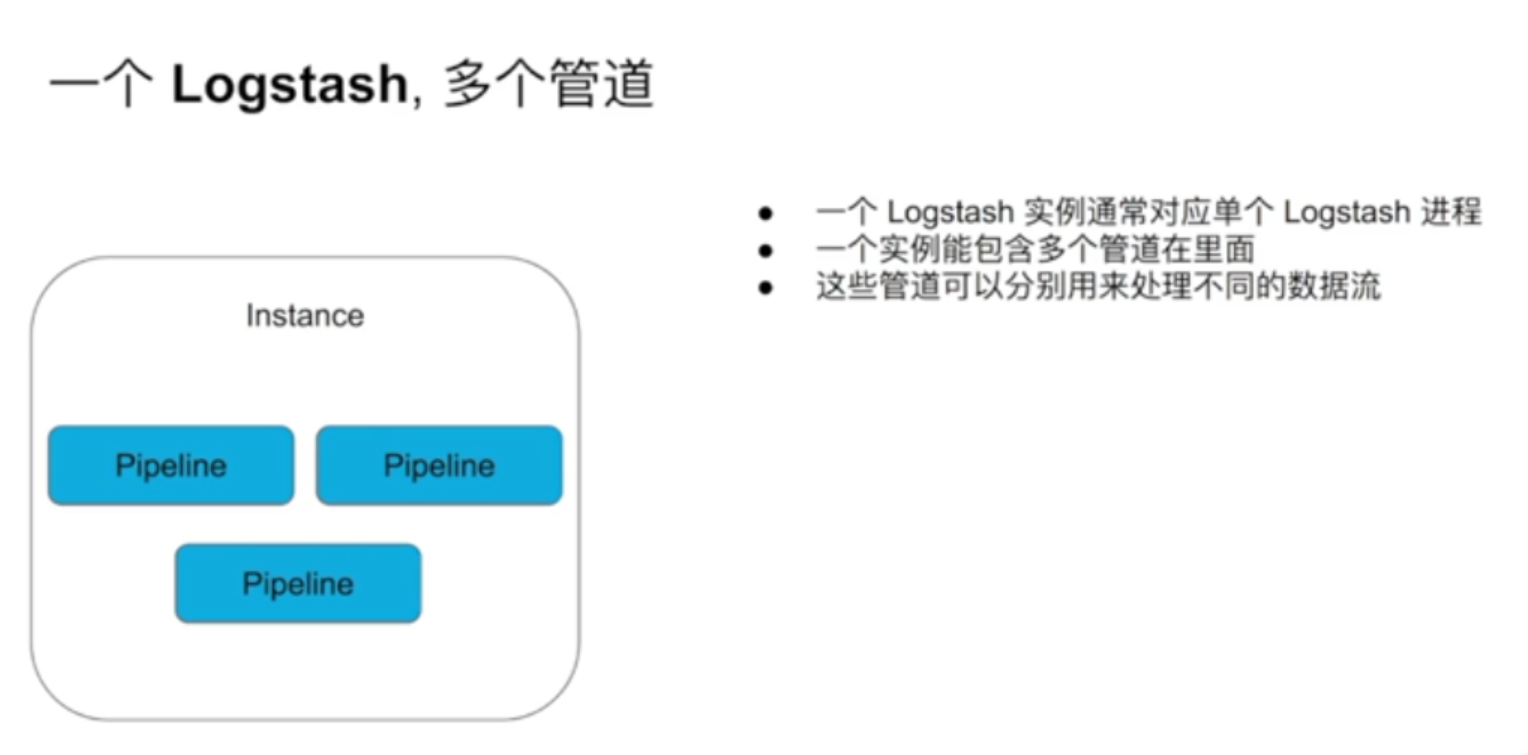 一个 Logstash, 多个管道
● 一个 Logstash 实例通常对应单个 Logstash 进程
● 一个实例能包含多个管道在里面
● 这些管道可以分别用来处理不同的数据流
Instance
Pipeline
Pipeline
Pipeline